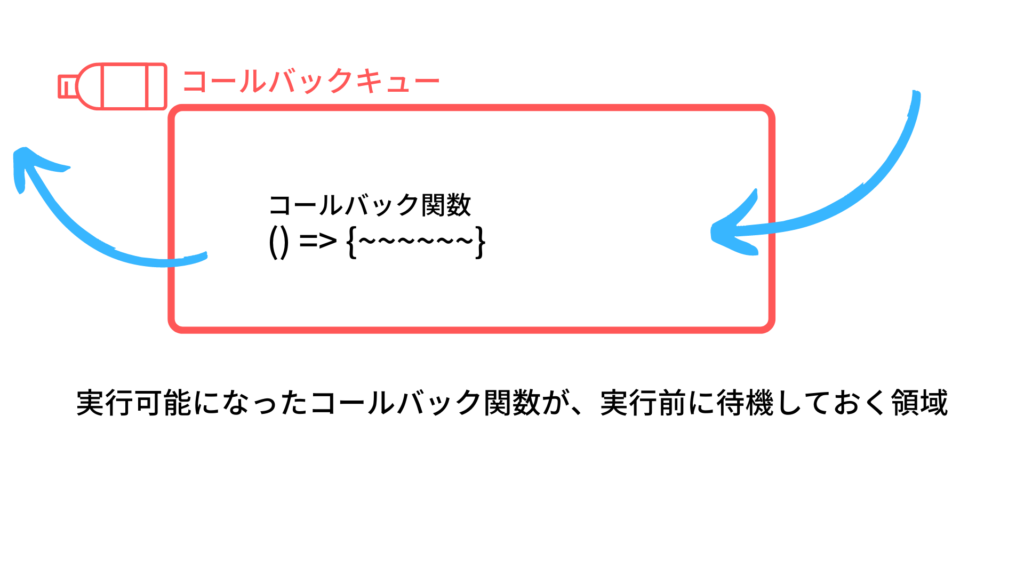 コールバックキュー
コールバック関数
() => {~~~~~~}
実行可能になったコールバック関数が、実行前に待機しておく領域